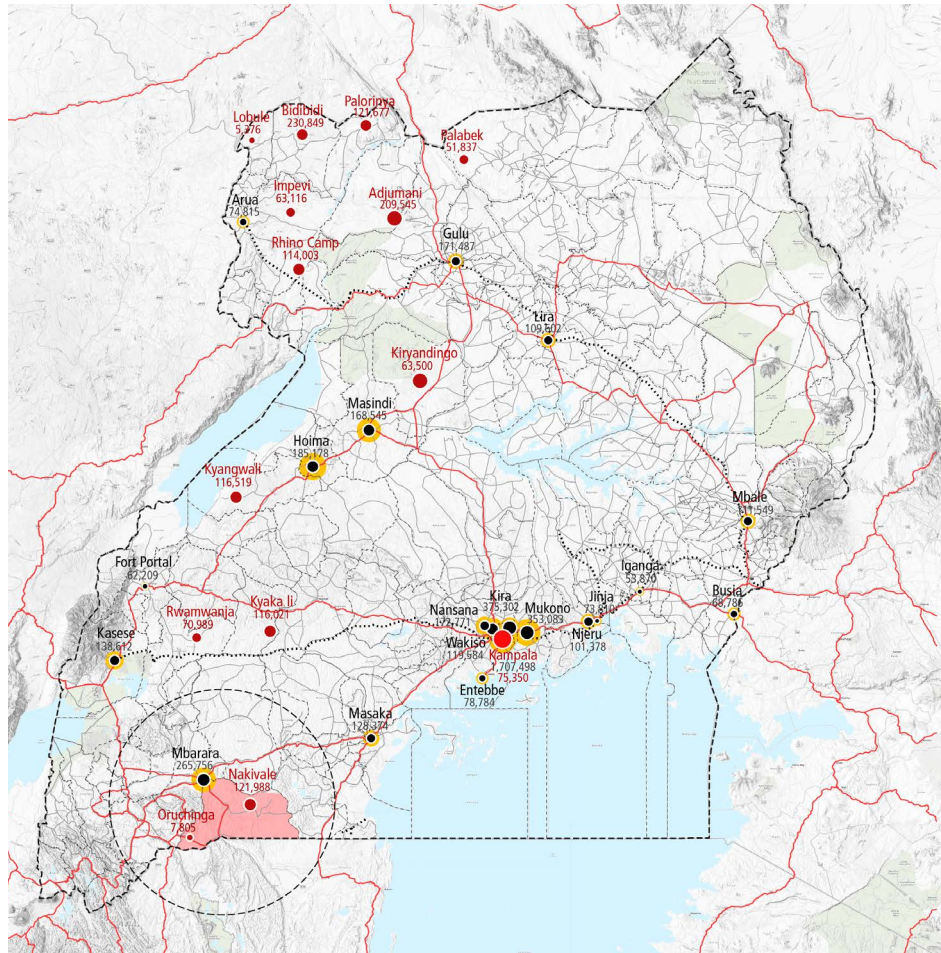 Lobule
5,376
Bidibidi
230,849
Palorinya
121,677
Palabek
51,837
Arua
74,815
Impevi
63,116
Adjumani
209,545
Rhino Camp
114,003
Gulu
171,487
Lira
109,602
Kiryandingo
63,500
Masindi
168,545
Hoima
185,178
Kyangwali
116,519
Mbale
111,549
Fort Portal
62,209
Rwamwanja
70,989
Kyaka Ii
116,021
Kasese
138,612
Nansana
172,771
Kira
375,302
Mukono
353,083
Wakiso
119,684
Kampala
1,707,498
75,350
Entebbe
78,784
Jinja
73,810
Njeru
101,378
Iganga
53,870
Busia
68,786
Masaka
128,374
Mbarara
265,756
Nakivale
121,988
Oruchinga
7,805